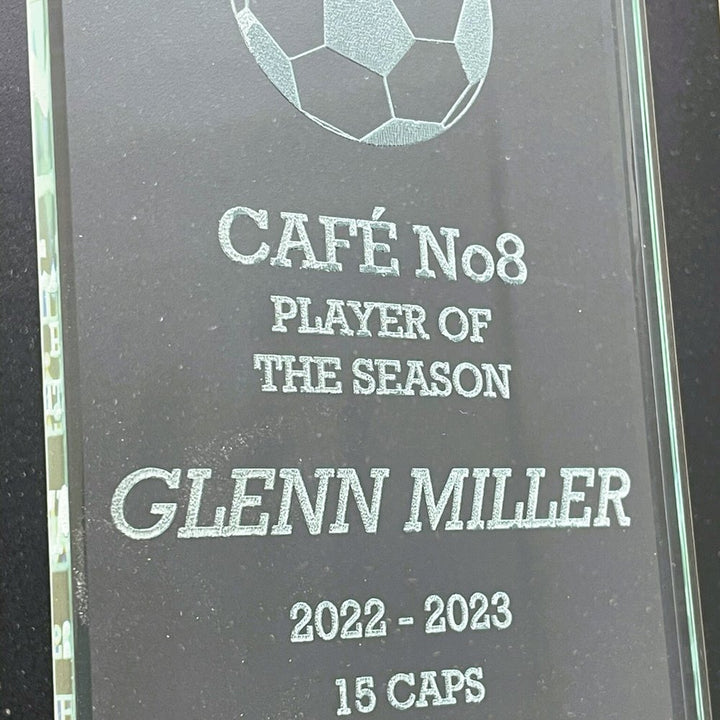 CAFÉ No8
PLAYER OF
THE SEASON
GLENN MILLER
2022 - 2023
15 CAPS